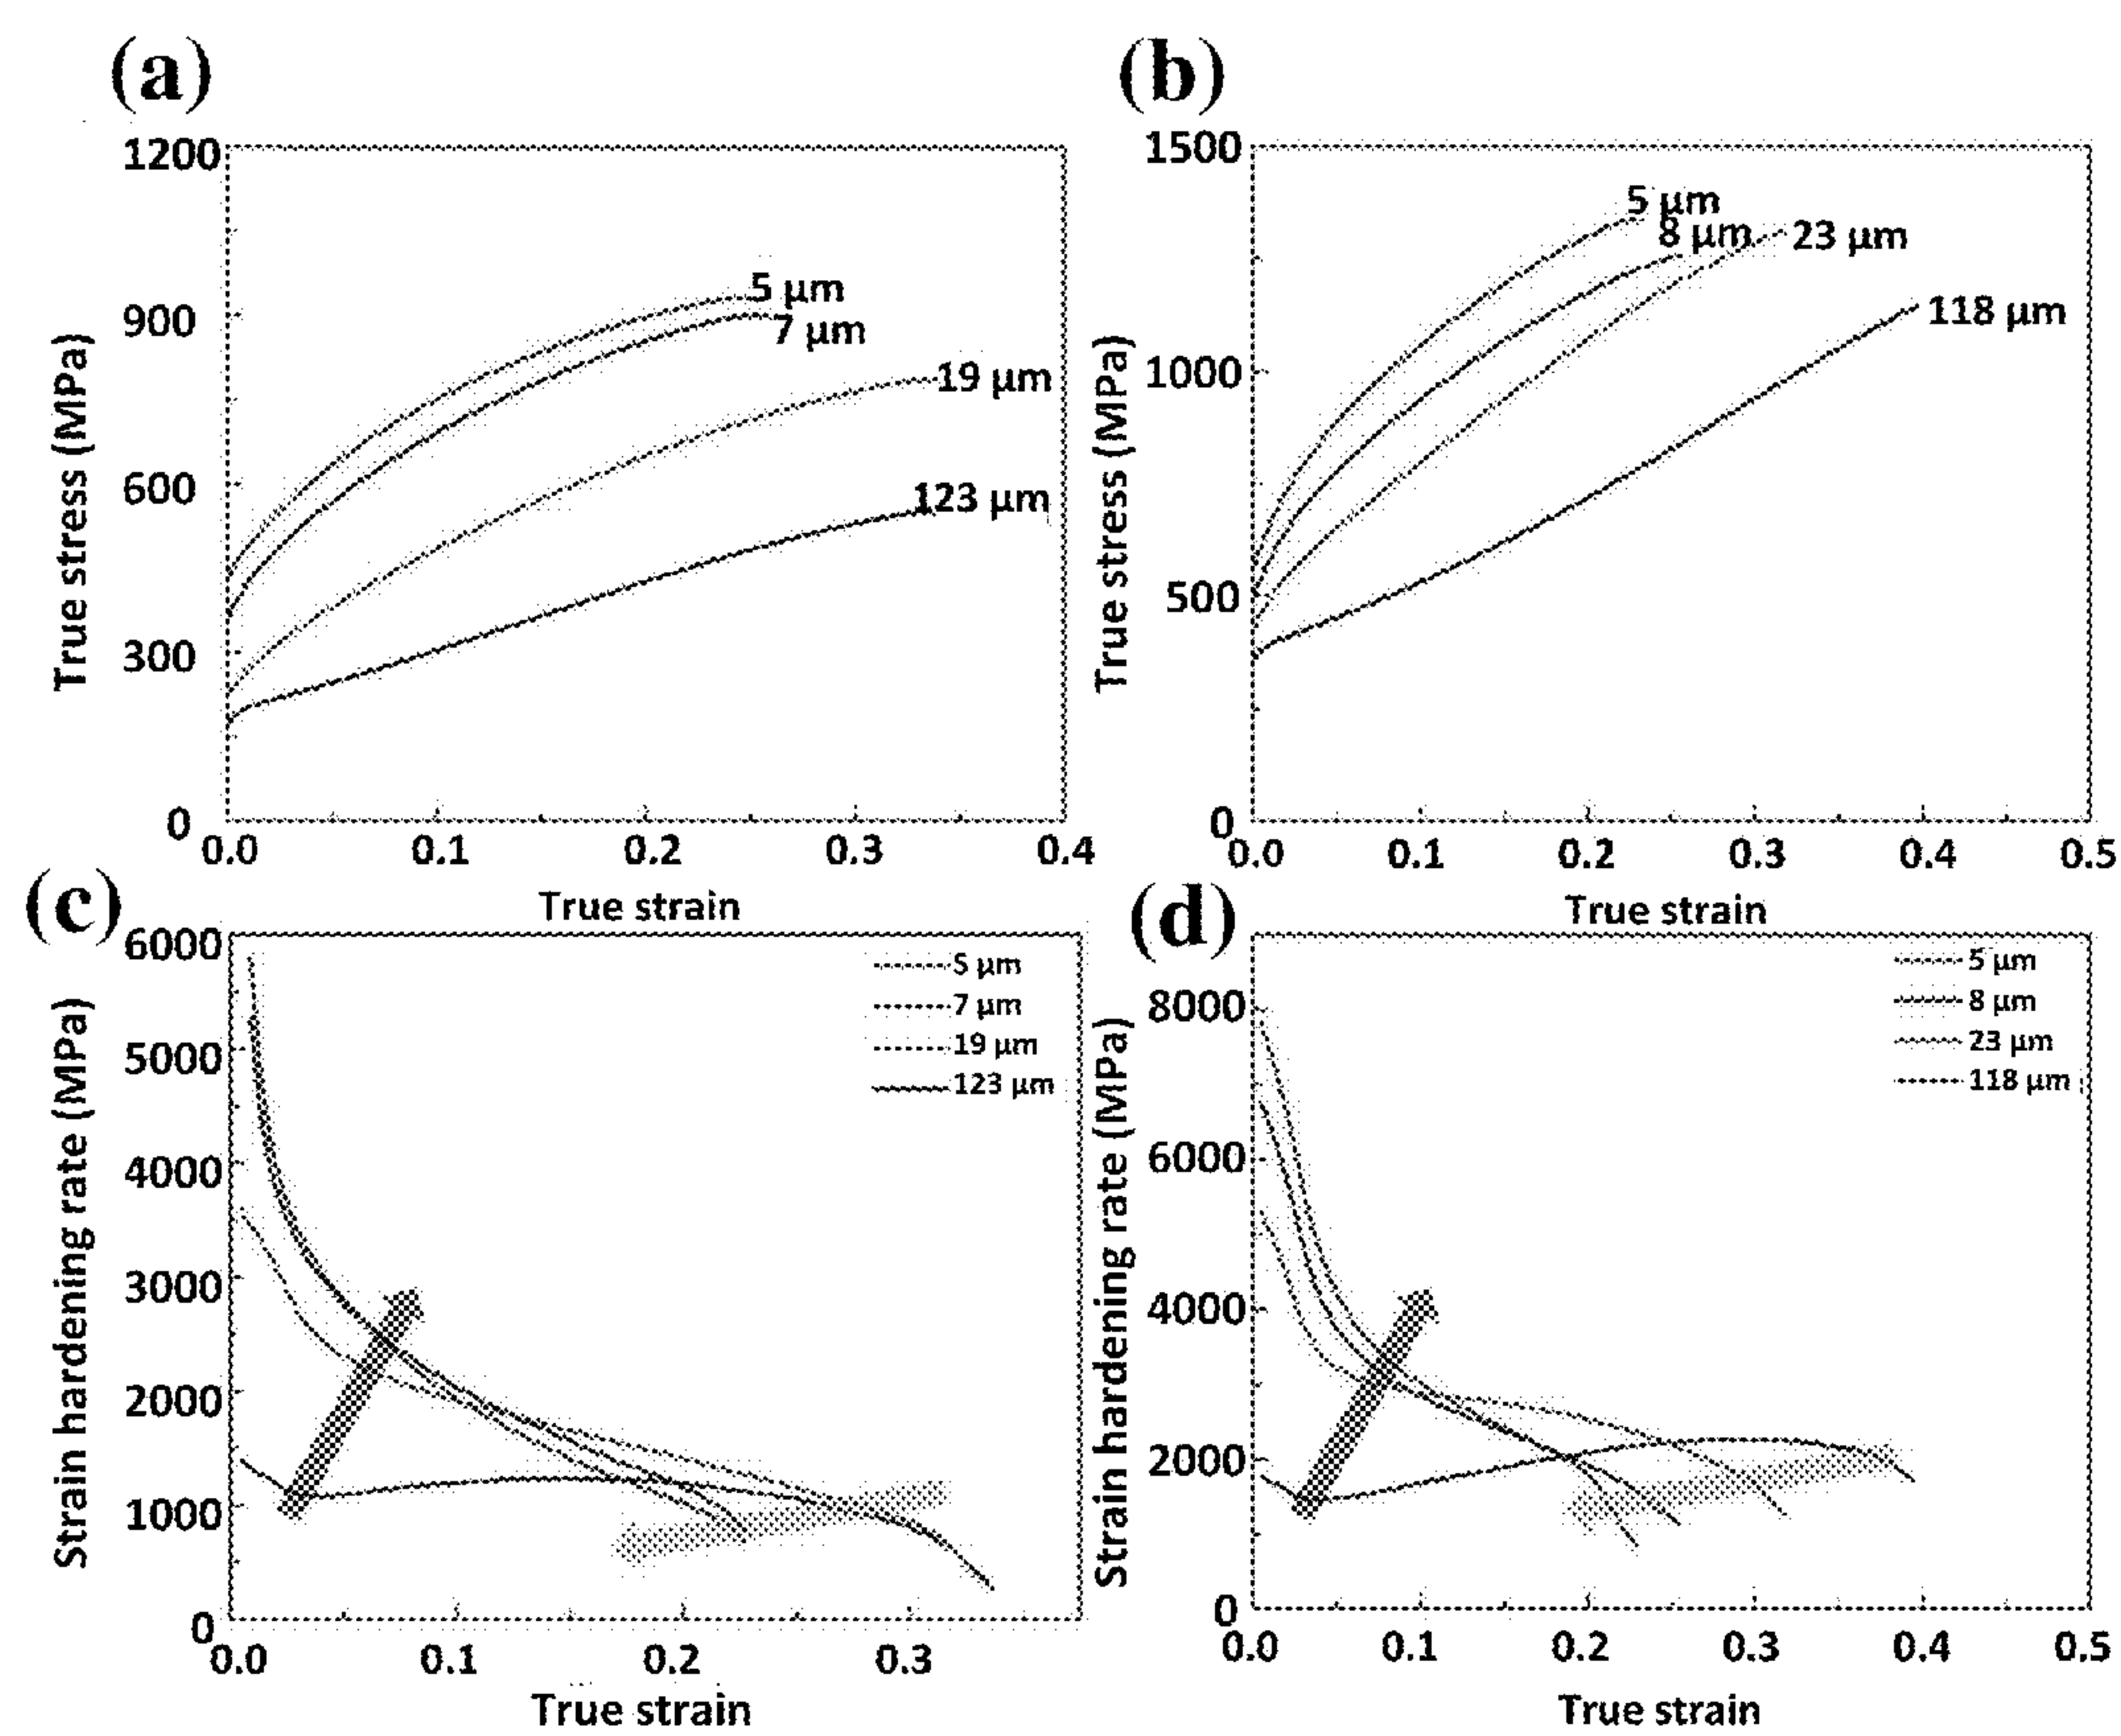 (a)
1200
900
600
300
0
0.0 0.1 0.2 0.3 0.4
True stress (MPa)
True strain
5 μm
7 μm
19 μm
123 μm
(b)
1500
1000
500
0
0.0 0.1 0.2 0.3 0.4 0.5
True stress (MPa)
True strain
5 μm
8 μm
23 μm
118 μm
(c)
6000
5000
4000
3000
2000
1000
0
0.0 0.1 0.2 0.3
Strain hardening rate (MPa)
True strain
5 μm
7 μm
19 μm
123 μm
(d)
8000
6000
4000
2000
0
0.0 0.1 0.2 0.3 0.4 0.5
Strain hardening rate (MPa)
True strain
5 μm
8 μm
23 μm
118 μm